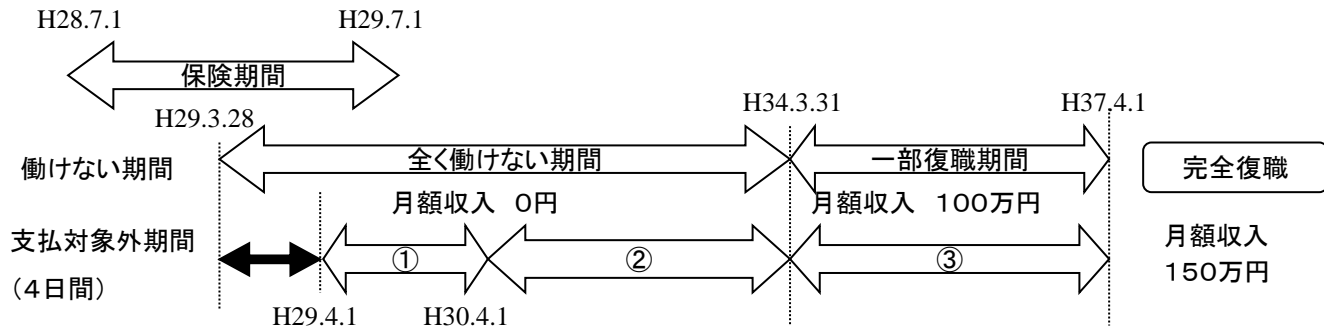 H28.7.1 H29.7.1
保険期間
H29.3.28 H34.3.31 H37.4.1
働けない期間 全く働けない期間 一部復職期間 完全復職
月額収入 0円 月額収入 100万円
支払対象外期間 ① ② ③ 月額収入
(4日間) 150万円
H29.4.1 H30.4.1